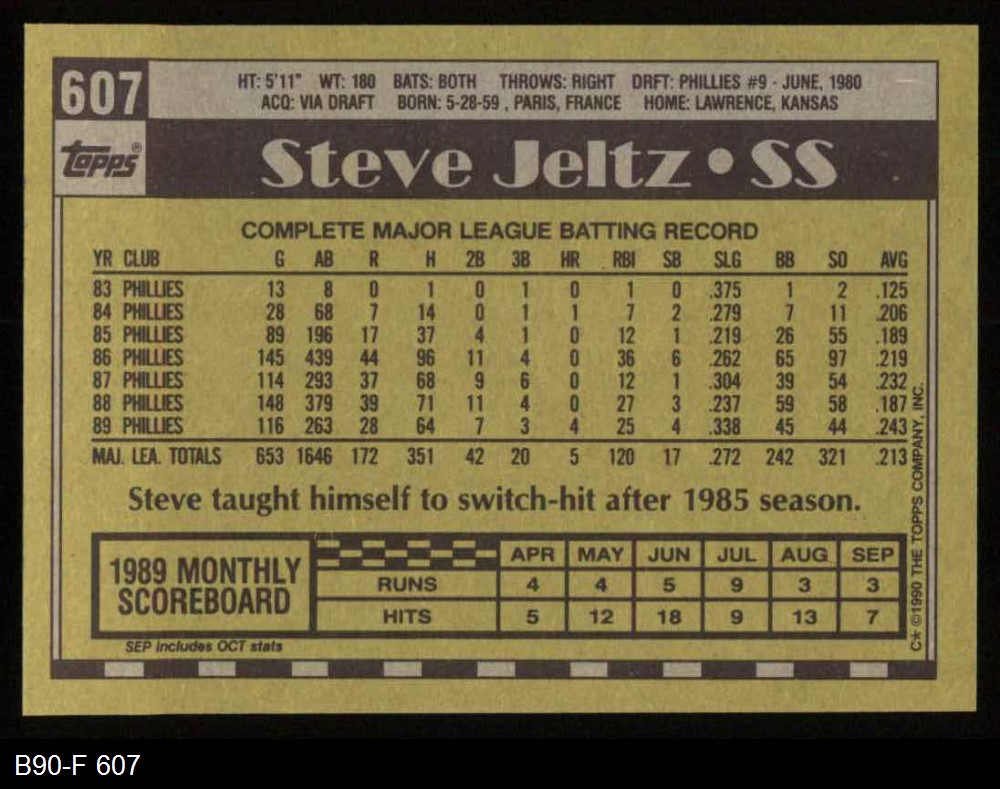 607
HT: 5'11" WT: 180 BATS: BOTH THROWS: RIGHT DRFT: PHILLIES #9 - JUNE, 1980
ACQ: VIA DRAFT BORN: 5-28-59 , PARIS, FRANCE HOME: LAWRENCE, KANSAS
topps®
Steve Jeltz • SS
COMPLETE MAJOR LEAGUE BATTING RECORD
YR CLUB G AB R H 2B 3B HR RBI SB SLG BB SO AVG
83 PHILLIES 13 8 0 1 0 1 0 1 0 .375 1 2 .125
84 PHILLIES 28 68 7 14 0 1 1 7 2 .279 7 11 .206
85 PHILLIES 89 196 17 37 4 1 0 12 1 .219 26 55 .189
86 PHILLIES 145 439 44 96 11 4 0 36 6 .262 65 97 .219
87 PHILLIES 114 293 37 68 9 6 0 12 1 .304 39 54 .232
88 PHILLIES 148 379 39 71 11 4 0 27 3 .237 59 58 .187
89 PHILLIES 116 263 28 64 7 3 4 25 4 .338 45 44 .243
MAJ. LEA. TOTALS 653 1646 172 351 42 20 5 120 17 .272 242 321 .213
Steve taught himself to switch-hit after 1985 season.
1989 MONTHLY
SCOREBOARD
APR MAY JUN JUL AUG SEP
RUNS 4 4 5 9 3 3
HITS 5 12 18 9 13 7
SEP includes OCT stats
C* ©1990 THE TOPPS COMPANY, INC.
B90-F 607